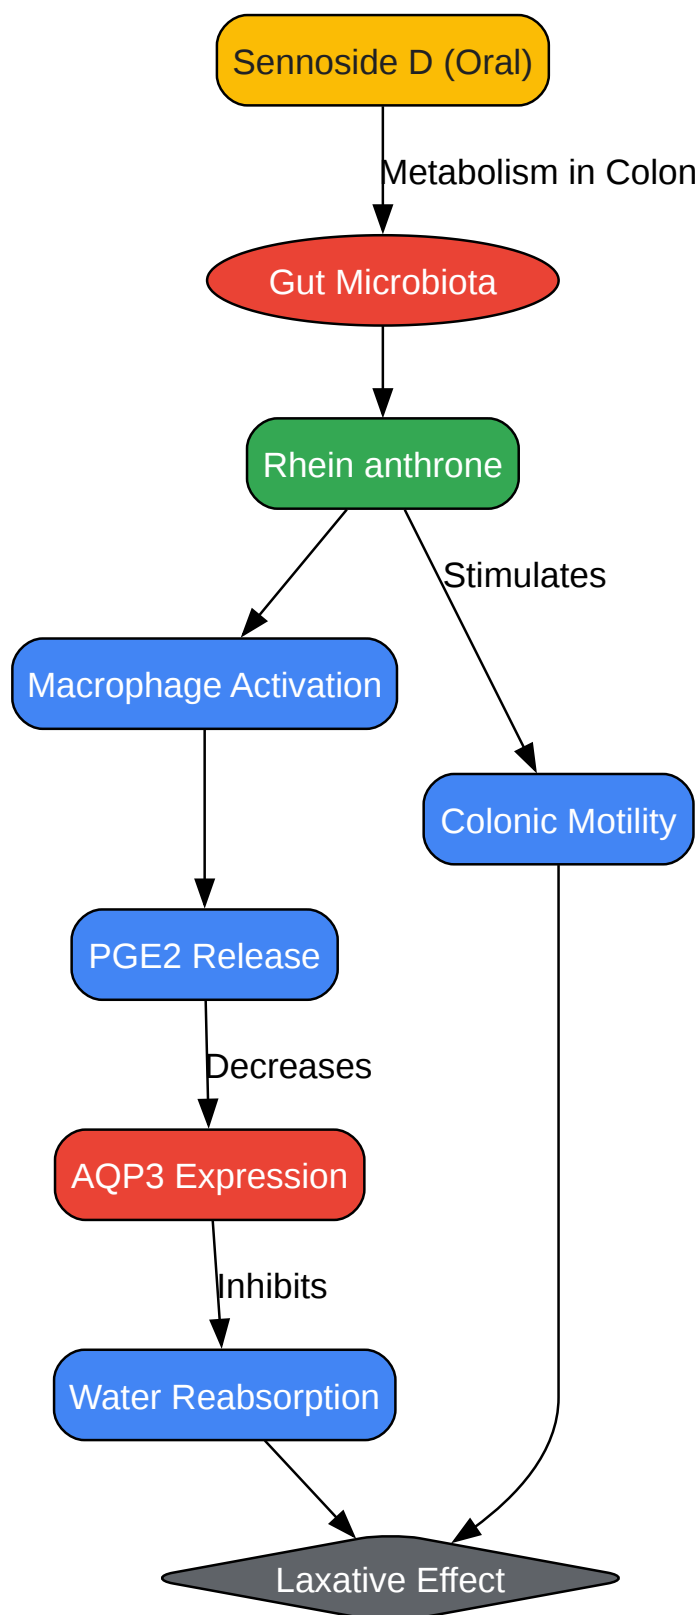 Sennoside D (Oral)
Metabolism in Colon
Gut Microbiota
Rhein anthrone
Stimulates
Macrophage Activation
Colonic Motility
PGE2 Release
Decreases
AQP3 Expression
Inhibits
Water Reabsorption
Laxative Effect